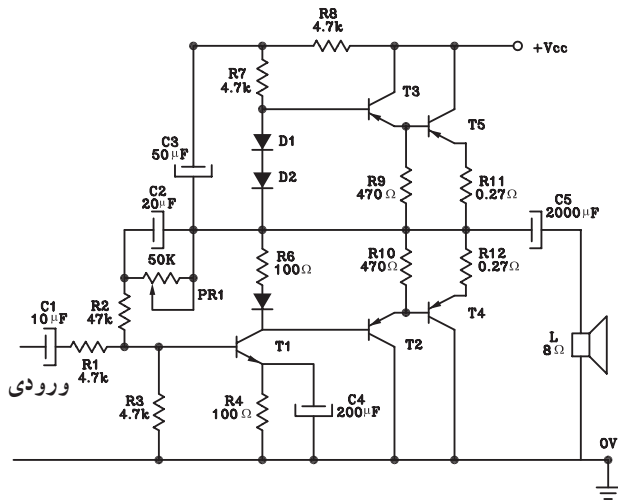 R8
4.7k
+Vcc
R7
4.7k
T3
T5
D1
C3
50μF
D2
C2
20μF
R9
470Ω
R11
0.27Ω
C5
2000μF
50K
PR1
R6
100Ω
R10
470Ω
R12
0.27Ω
C1
10μF
R2
47k
T1
T2
T4
L
8Ω
ورودی
R1
4.7k
R3
4.7k
R4
100Ω
C4
200μF
0V